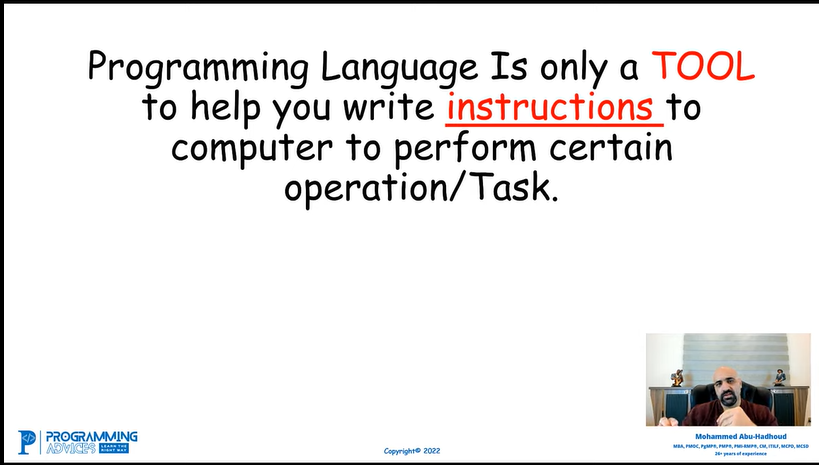 Programming Language Is only a TOOL
to help you write instructions to
computer to perform certain
operation/Task.
PROGRAMMING
ADVICES LEARN THE RIGHT WAY
Copyright© 2022
Mohammed Abu-Hadhoud
MBA, PMOC, PgMP®, PMP®, PMI-RMP®, CM, ITILF, MCPD, MCSD
26+ years of experience